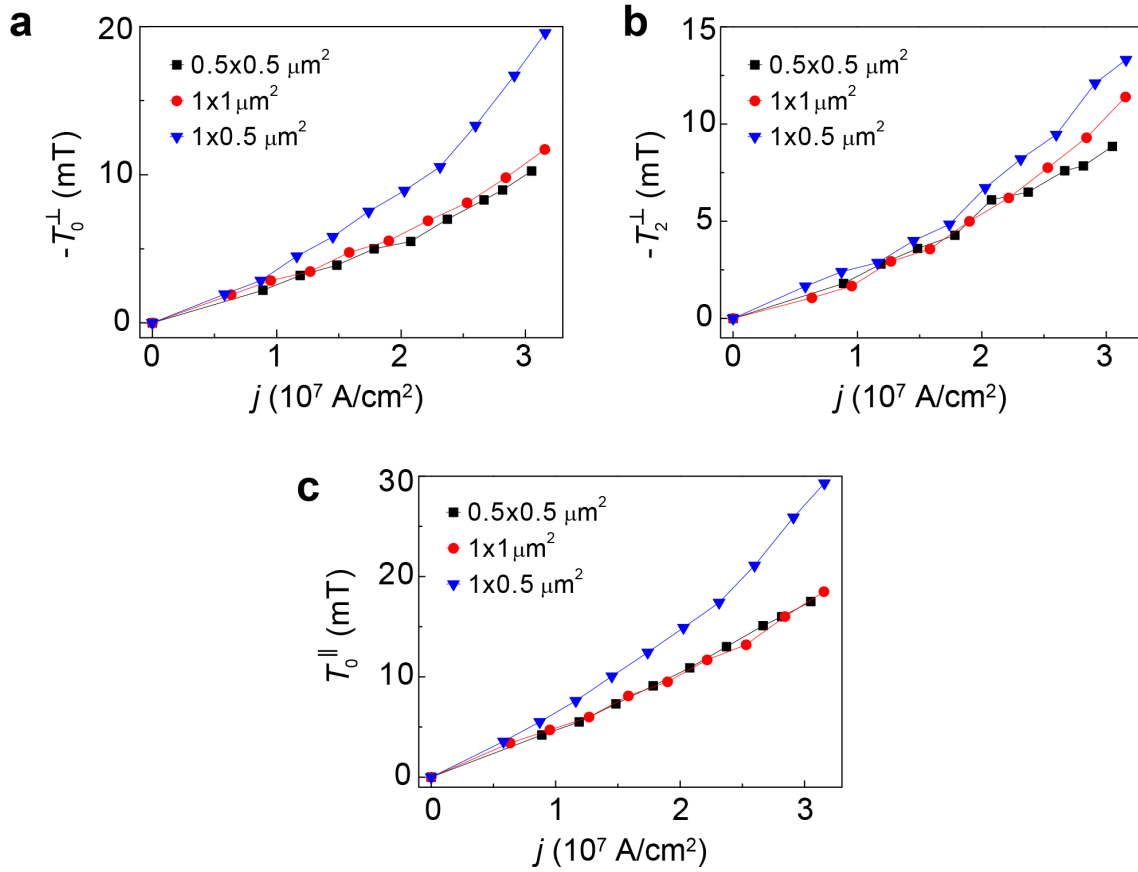 a
20
10
0
-T₀⊥ (mT)
0.5x0.5 μm²
1x1μm²
1x0.5 μm²
0 1 2 3
j (10⁷ A/cm²)
b
15
10
5
0
-T₂⊥ (mT)
0.5x0.5 μm²
1x1μm²
1x0.5 μm²
0 1 2 3
j (10⁷ A/cm²)
c
30
20
10
0
T₀∥ (mT)
0.5x0.5 μm²
1x1μm²
1x0.5 μm²
0 1 2 3
j (10⁷ A/cm²)